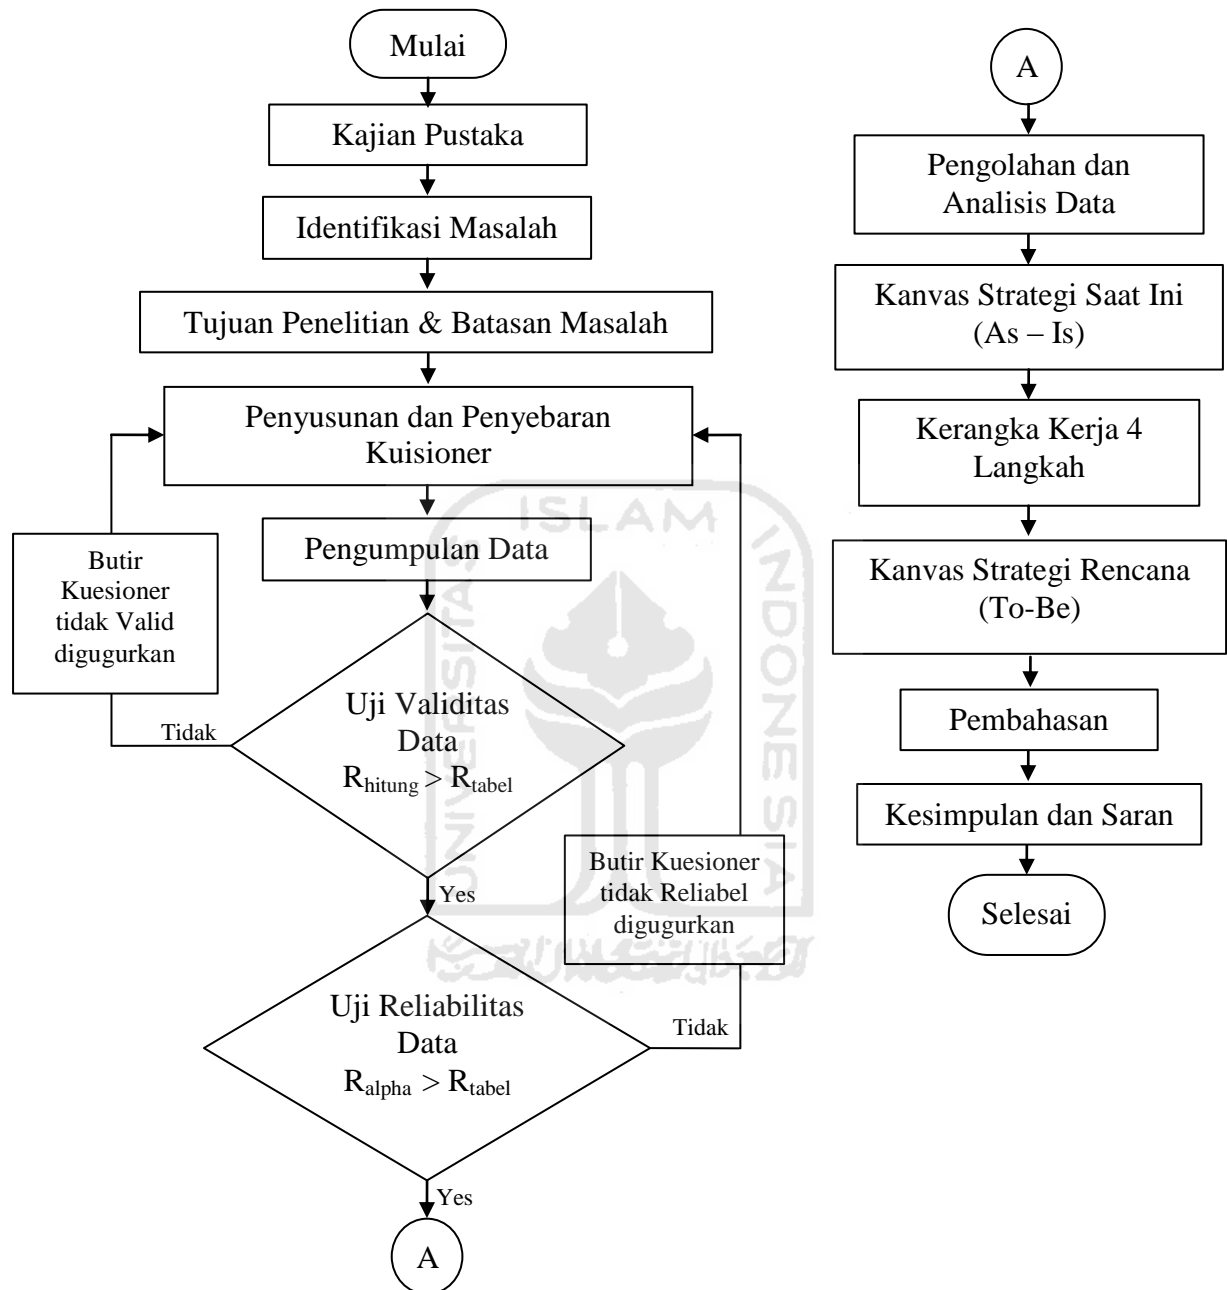 Mulai
Kajian Pustaka
Identifikasi Masalah
Tujuan Penelitian & Batasan Masalah
Penyusunan dan Penyebaran
Kuisioner
Pengumpulan Data
Butir
Kuesioner
tidak Valid
digugurkan
Uji Validitas
Data
Rhitung > Rtabel
Tidak
Yes
Butir Kuesioner
tidak Reliabel
digugurkan
Uji Reliabilitas
Data
Ralpha > Rtabel
Tidak
Yes
A
A
Pengolahan dan
Analisis Data
Kanvas Strategi Saat Ini
(As – Is)
Kerangka Kerja 4
Langkah
Kanvas Strategi Rencana
(To-Be)
Pembahasan
Kesimpulan dan Saran
Selesai
UNIVERSITAS
ISLAM
INDONESIA